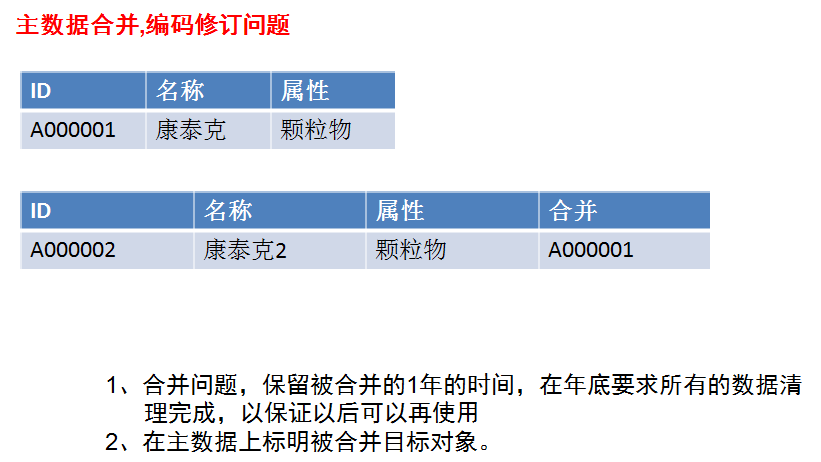 主数据合并,编码修订问题
ID 名称 属性
A000001 康泰克 颗粒物
ID 名称 属性 合并
A000002 康泰克2 颗粒物 A000001
1、合并问题，保留被合并的1年的时间，在年底要求所有的数据清
理完成，以保证以后可以再使用
2、在主数据上标明被合并目标对象。